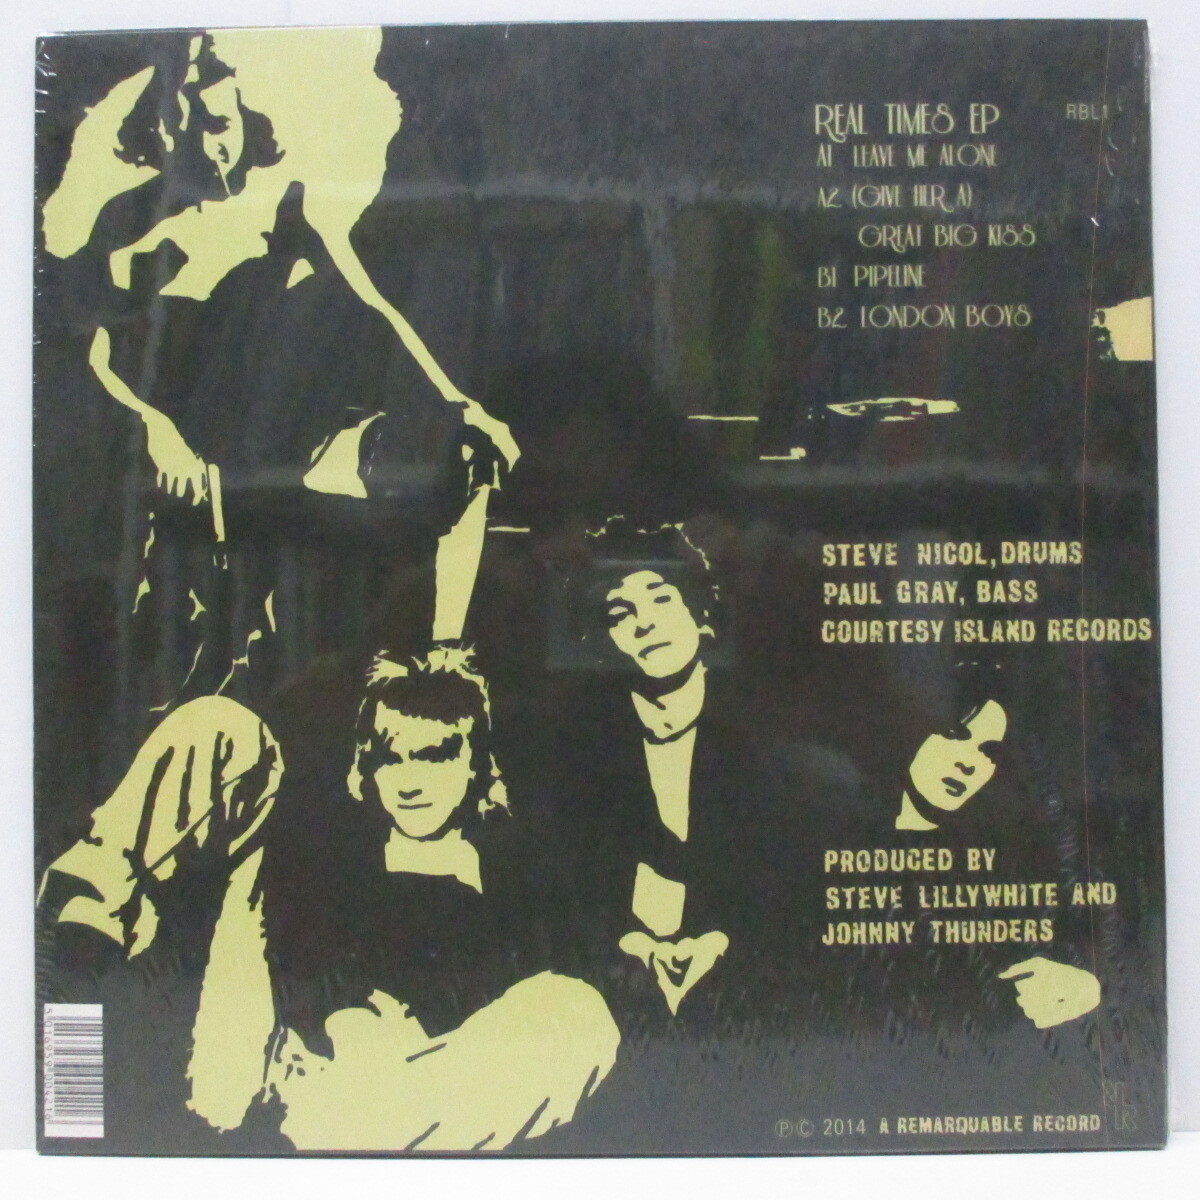 REAL TIMES EP
RBL1
A1 LEAVE ME ALONE
A2 (GIVE HER A)
GREAT BIG KISS
B1 PIPELINE
B2 LONDON BOYS
STEVE NICOL, DRUMS
PAUL GRAY, BASS
COURTESY ISLAND RECORDS
PRODUCED BY
STEVE LILLYWHITE AND
JOHNNY THUNDERS
℗© 2014 A REMARQUABLE RECORD